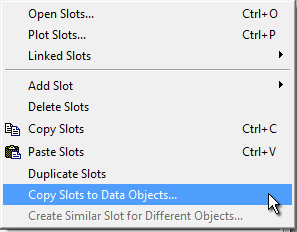 Open Slots... Ctrl+O
Plot Slots... Ctrl+P
Linked Slots
Add Slot
Delete Slots
Copy Slots Ctrl+C
Paste Slots Ctrl+V
Duplicate Slots
Copy Slots to Data Objects...
Create Similar Slot for Different Objects...